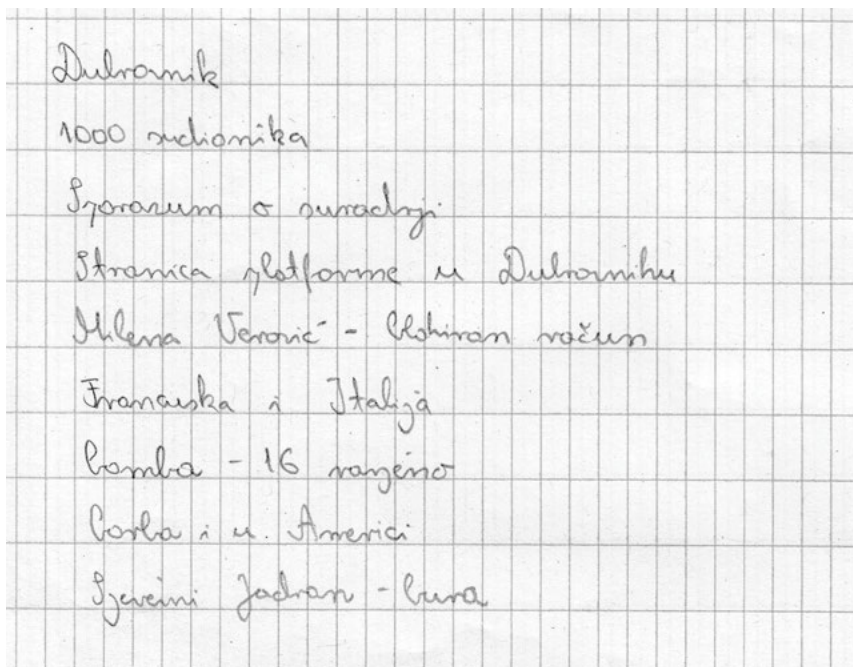 Dubrovnik
1000 sudionika
Sporazum o suradnji
Stranica platforme u Dubrovniku
Milena Verović - blokiran račun
Francuska i Italija
bomba - 16 ranjeno
borba i u. Americi
Sjeverni Jadran - bura